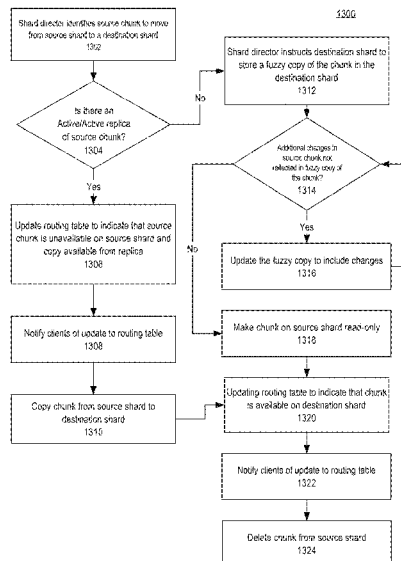 1300
Shard director identifies source chunk to move
from source shard to a destination shard
1302
Is there an
Active/Active replica
of source chunk?
1304
No
Yes
Update routing table to indicate that source
chunk is unavailable on source shard and
copy available from replica
1308
Notify clients of update to routing table
1308
Copy chunk from source shard to
destination shard
1310
Shard director instructs destination shard to
store a fuzzy copy of the chunk in the
destination shard
1312
Additional changes to
source chunk not
reflected in fuzzy copy of
the chunk?
1314
No
Yes
Update the fuzzy copy to include changes
1316
Make chunk on source shard read-only
1318
Updating routing table to indicate that chunk
is available on destination shard
1320
Notify clients of update to routing table
1322
Delete chunk from source shard
1324